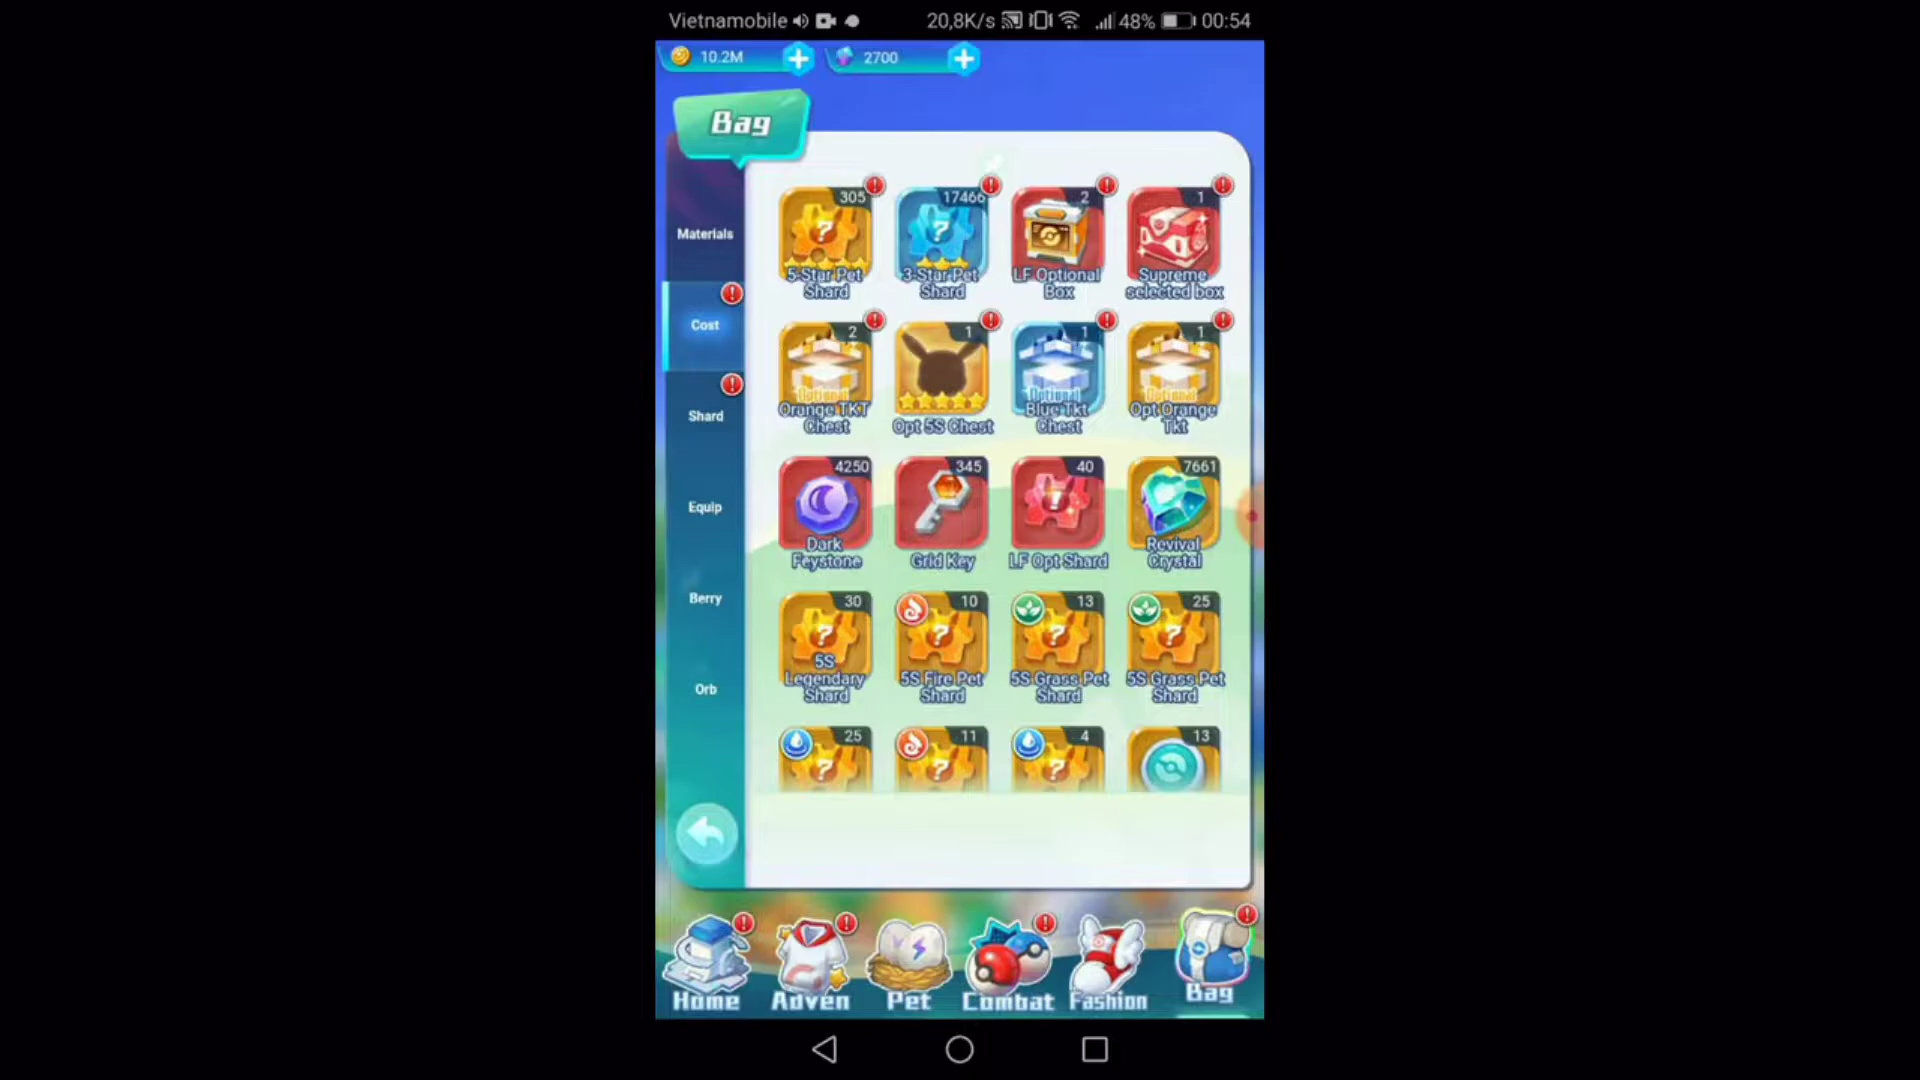 Vietnamobile 20,8K/s 48% 00:54
10.2M 2700
Bag
Materials
Cost
Shard
Equip
Berry
Orb
305 17466 2 1
5-Star Pet Shard
3-Star Pet Shard
LF Optional Box
Supreme selected box
2 1 1 1
Optional
Orange TKT Chest
Opt 5S Chest
Optional
Blue Tkt Chest
Optional
Opt Orange Tkt
4250 345 40 7661
Dark Feystone
Grid Key
LF Opt Shard
Revival Crystal
30 10 13 25
5S Legendary Shard
5S Fire Pet Shard
5S Grass Pet Shard
5S Grass Pet Shard
25 11 4 13
Home Adven Pet Combat Fashion Bag